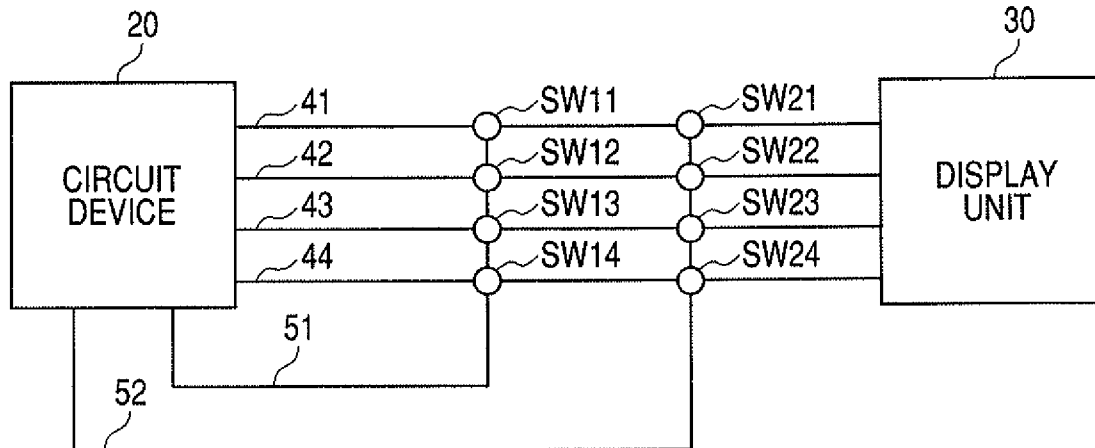 20
30
41
SW11
SW21
42
SW12
SW22
CIRCUIT
DEVICE
DISPLAY
UNIT
43
SW13
SW23
44
SW14
SW24
51
52